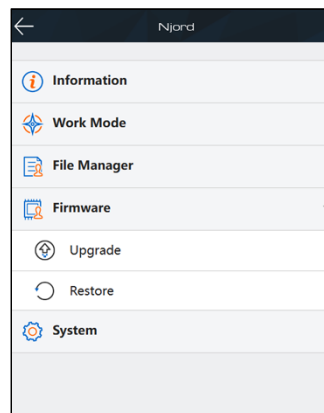 Njord
Information
Work Mode
File Manager
Firmware
Upgrade
Restore
System